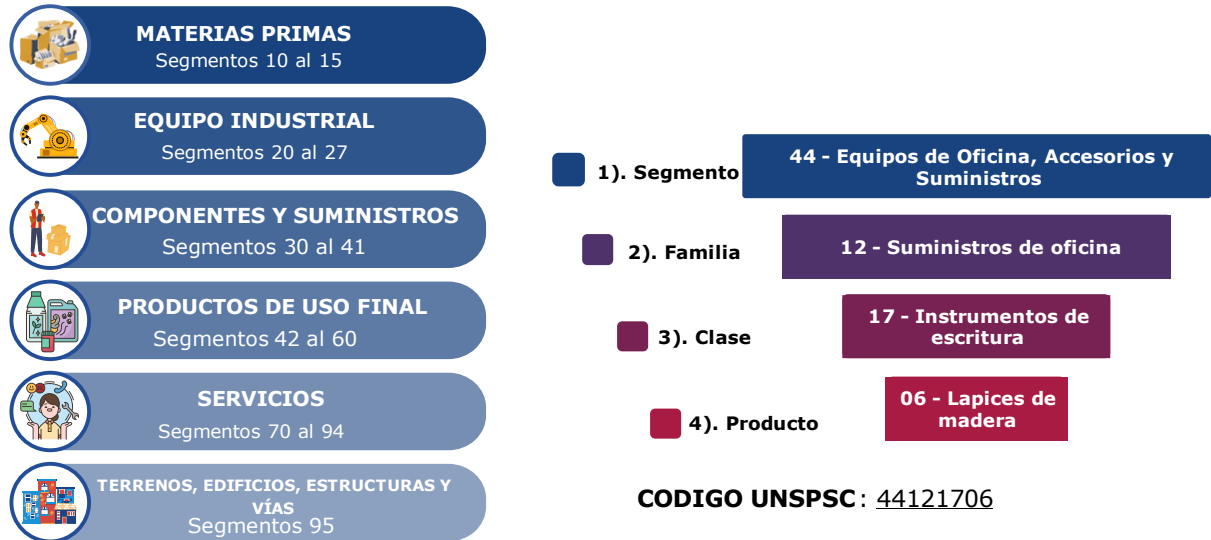 MATERIAS PRIMAS
Segmentos 10 al 15
EQUIPO INDUSTRIAL
Segmentos 20 al 27
COMPONENTES Y SUMINISTROS
Segmentos 30 al 41
PRODUCTOS DE USO FINAL
Segmentos 42 al 60
SERVICIOS
Segmentos 70 al 94
TERRENOS, EDIFICIOS, ESTRUCTURAS Y
VÍAS
Segmentos 95
1). Segmento
44 - Equipos de Oficina, Accesorios y
Suministros
2). Familia
12 - Suministros de oficina
3). Clase
17 - Instrumentos de
escritura
4). Producto
06 - Lapices de
madera
CODIGO UNSPSC: 44121706